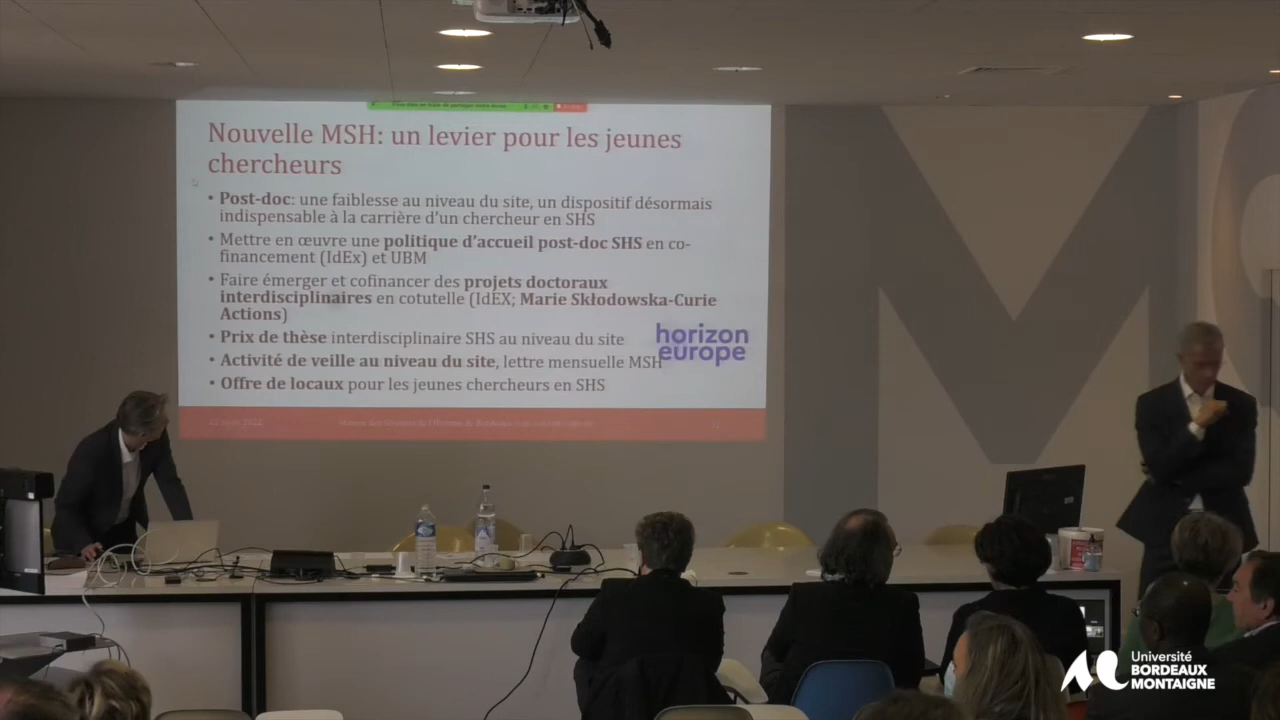 Nouvelle MSH: un levier pour les jeunes
chercheurs
• Post-doc: une faiblesse au niveau du site, un dispositif désormais
indispensable à la carrière d'un chercheur en SHS
• Mettre en œuvre une politique d'accueil post-doc SHS en co-
financement (IdEx) et UBM
• Faire émerger et cofinancer des projets doctoraux
interdisciplinaires en cotutelle (IdEX; Marie Skłodowska-Curie
Actions)
• Prix de thèse interdisciplinaire SHS au niveau du site
• Activité de veille au niveau du site, lettre mensuelle MSH
• Offre de locaux pour les jeunes chercheurs en SHS
horizon
europe
Université
BORDEAUX
MONTAIGNE